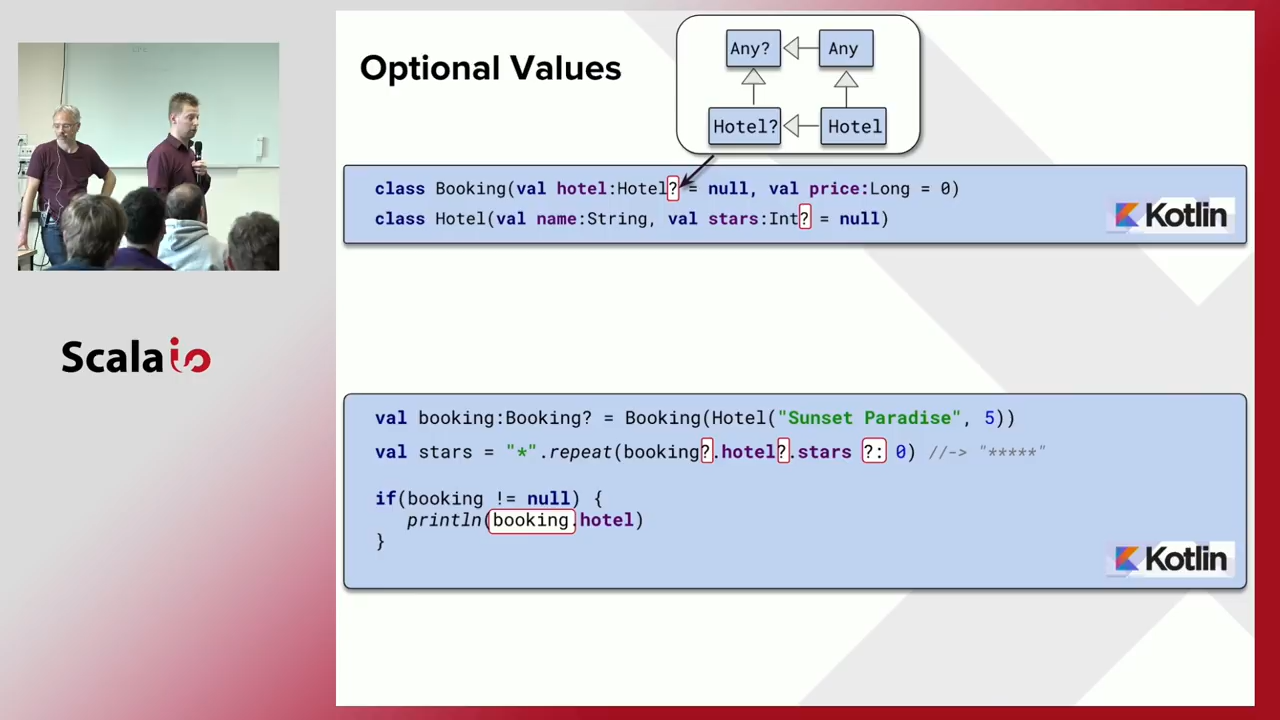 Optional Values
Any? Any
Hotel? Hotel
class Booking(val hotel:Hotel? = null, val price:Long = 0)
class Hotel(val name:String, val stars:Int? = null)
Kotlin
Scala io
val booking:Booking? = Booking(Hotel("Sunset Paradise", 5))
val stars = "*".repeat(booking?.hotel?.stars ?: 0) //-> "*****"
if(booking != null) {
println(booking.hotel)
}
Kotlin